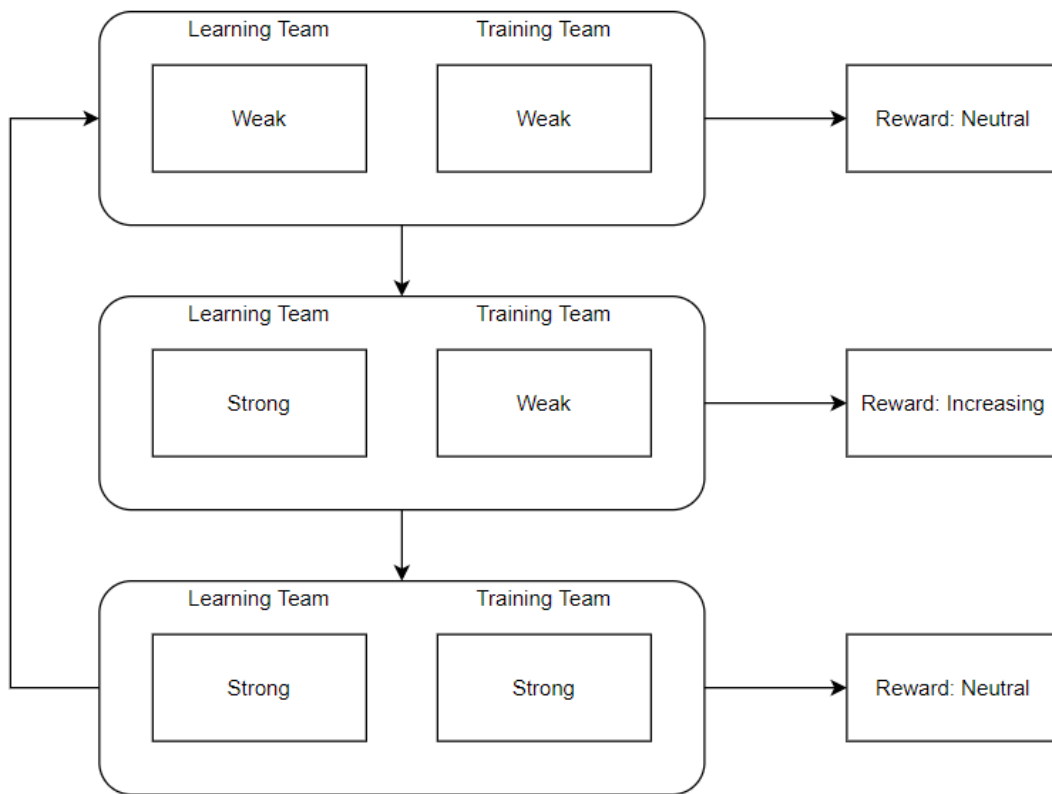 Learning Team
Training Team
Weak
Weak
Reward: Neutral
Learning Team
Training Team
Strong
Weak
Reward: Increasing
Learning Team
Training Team
Strong
Strong
Reward: Neutral